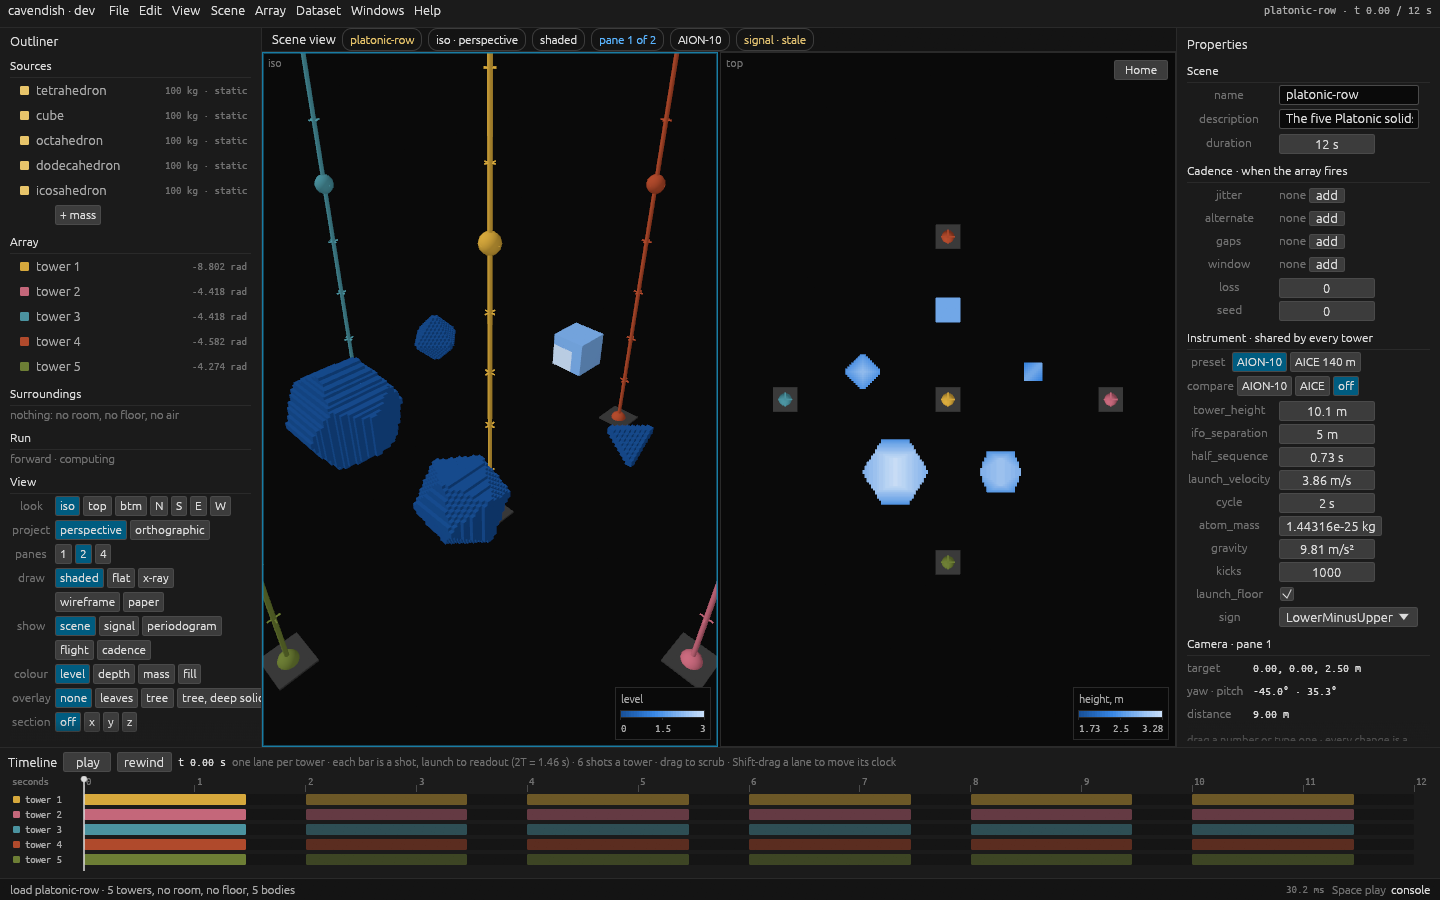 cavendish · dev File Edit View Scene Array Dataset Windows Help platonic-row · t 0.00 / 12 s
Outliner
Sources
tetrahedron 100 kg · static
cube 100 kg · static
octahedron 100 kg · static
dodecahedron 100 kg · static
icosahedron 100 kg · static
+ mass
Array
tower 1 -8.802 rad
tower 2 -4.418 rad
tower 3 -4.418 rad
tower 4 -4.582 rad
tower 5 -4.274 rad
Surroundings
nothing: no room, no floor, no air
Run
forward · computing
View
look iso top btm N S E W
project perspective orthographic
panes 1 2 4
draw shaded flat x-ray
wireframe paper
show scene signal periodogram
flight cadence
colour level depth mass fill
overlay none leaves tree tree, deep solid
section off x y z
Scene view platonic-row iso · perspective shaded pane 1 of 2 AION-10 signal · stale
iso
level
0 1.5 3
top
Home
height, m
1.73 2.5 3.28
Properties
Scene
name platonic-row
description The five Platonic solid
duration 12 s
Cadence · when the array fires
jitter none add
alternate none add
gaps none add
window none add
loss 0
seed 0
Instrument · shared by every tower
preset AION-10 AICE 140 m
compare AION-10 AICE off
tower_height 10.1 m
ifo_separation 5 m
half_sequence 0.73 s
launch_velocity 3.86 m/s
cycle 2 s
atom_mass 1.44316e-25 kg
gravity 9.81 m/s²
kicks 1000
launch_floor ✓
sign LowerMinusUpper
Camera · pane 1
target 0.00, 0.00, 2.50 m
yaw · pitch -45.0° · 35.3°
distance 9.00 m
drag a number or type one · every change is a
Timeline play rewind t 0.00 s one lane per tower · each bar is a shot, launch to readout (2T = 1.46 s) · 6 shots a tower · drag to scrub · Shift-drag a lane to move its clock
seconds 0 1 2 3 4 5 6 7 8 9 10 11 12
tower 1
tower 2
tower 3
tower 4
tower 5
load platonic-row · 5 towers, no room, no floor, 5 bodies 30.2 ms Space play console